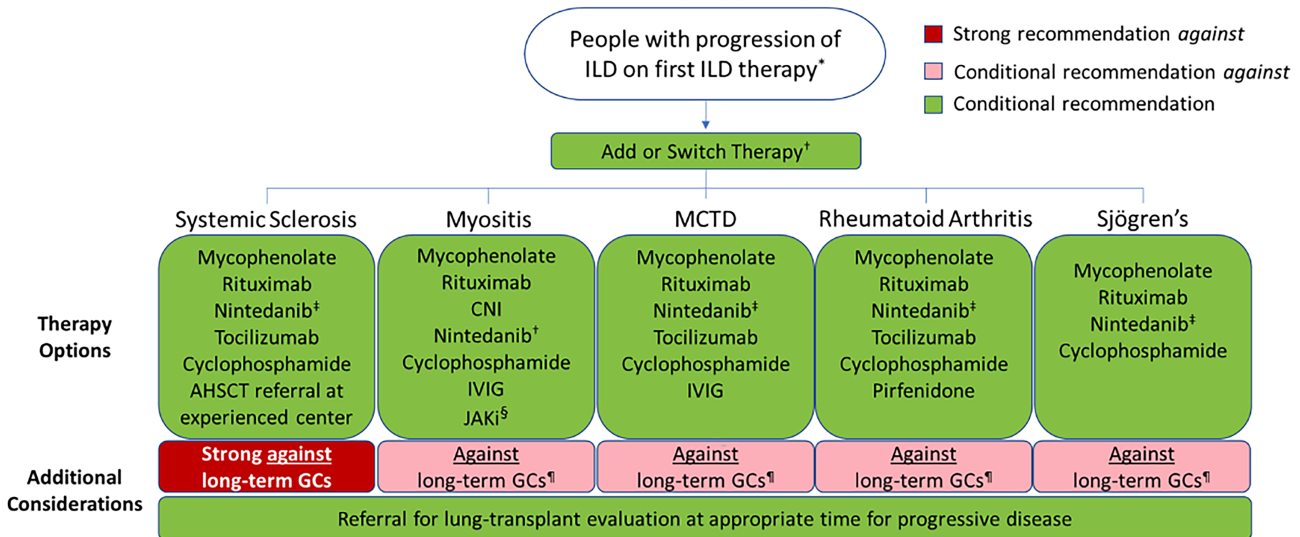 People with progression of
ILD on first ILD therapy*
Strong recommendation against
Conditional recommendation against
Conditional recommendation
Add or Switch Therapy†
Systemic Sclerosis
Myositis
MCTD
Rheumatoid Arthritis
Sjögren's
Therapy
Options
Mycophenolate
Rituximab
Nintedanib‡
Tocilizumab
Cyclophosphamide
AHSCT referral at
experienced center
Mycophenolate
Rituximab
CNI
Nintedanib†
Cyclophosphamide
IVIG
JAKi§
Mycophenolate
Rituximab
Nintedanib‡
Tocilizumab
Cyclophosphamide
IVIG
Mycophenolate
Rituximab
Nintedanib‡
Tocilizumab
Cyclophosphamide
Pirfenidone
Mycophenolate
Rituximab
Nintedanib‡
Cyclophosphamide
Additional
Considerations
Strong against
long-term GCs
Against
long-term GCs¶
Against
long-term GCs¶
Against
long-term GCs¶
Against
long-term GCs¶
Referral for lung-transplant evaluation at appropriate time for progressive disease